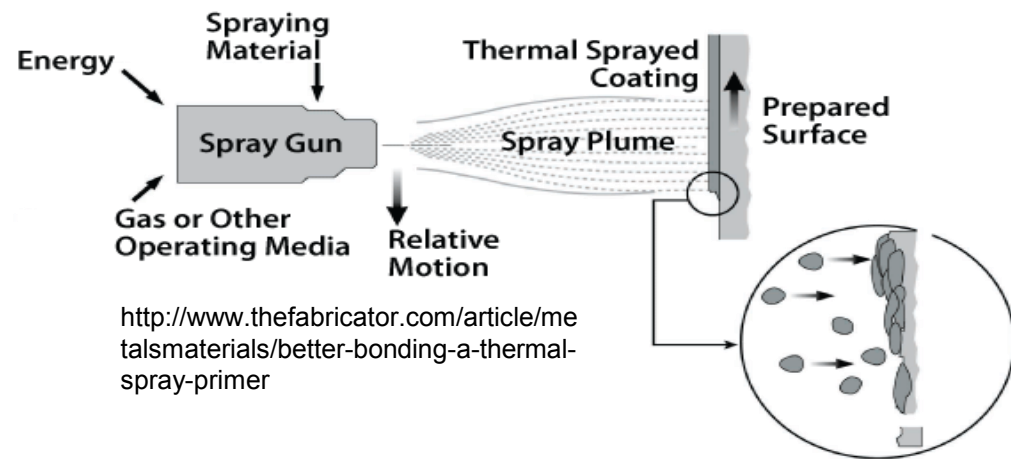 Spraying
Material
Energy
Thermal Sprayed
Coating
Prepared
Surface
Spray Gun
Spray Plume
Gas or Other
Operating Media
Relative
Motion
http://www.thefabricator.com/article/me
talsmaterials/better-bonding-a-thermal-
spray-primer